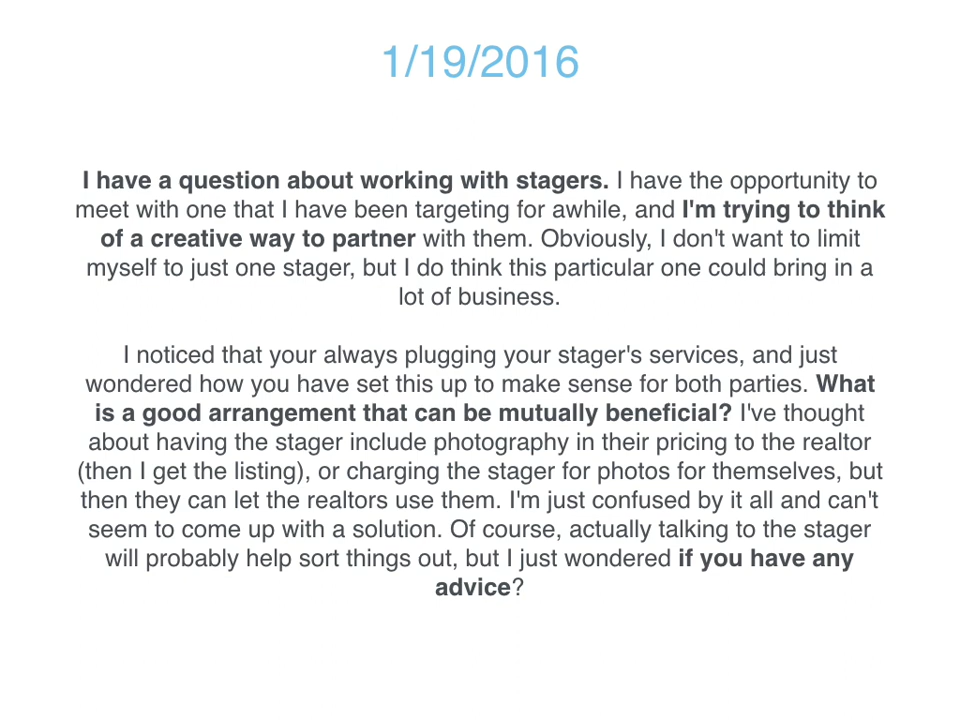 1/19/2016
I have a question about working with stagers. I have the opportunity to
meet with one that I have been targeting for awhile, and I'm trying to think
of a creative way to partner with them. Obviously, I don't want to limit
myself to just one stager, but I do think this particular one could bring in a
lot of business.
I noticed that your always plugging your stager's services, and just
wondered how you have set this up to make sense for both parties. What
is a good arrangement that can be mutually beneficial? I've thought
about having the stager include photography in their pricing to the realtor
(then I get the listing), or charging the stager for photos for themselves, but
then they can let the realtors use them. I'm just confused by it all and can't
seem to come up with a solution. Of course, actually talking to the stager
will probably help sort things out, but I just wondered if you have any
advice?